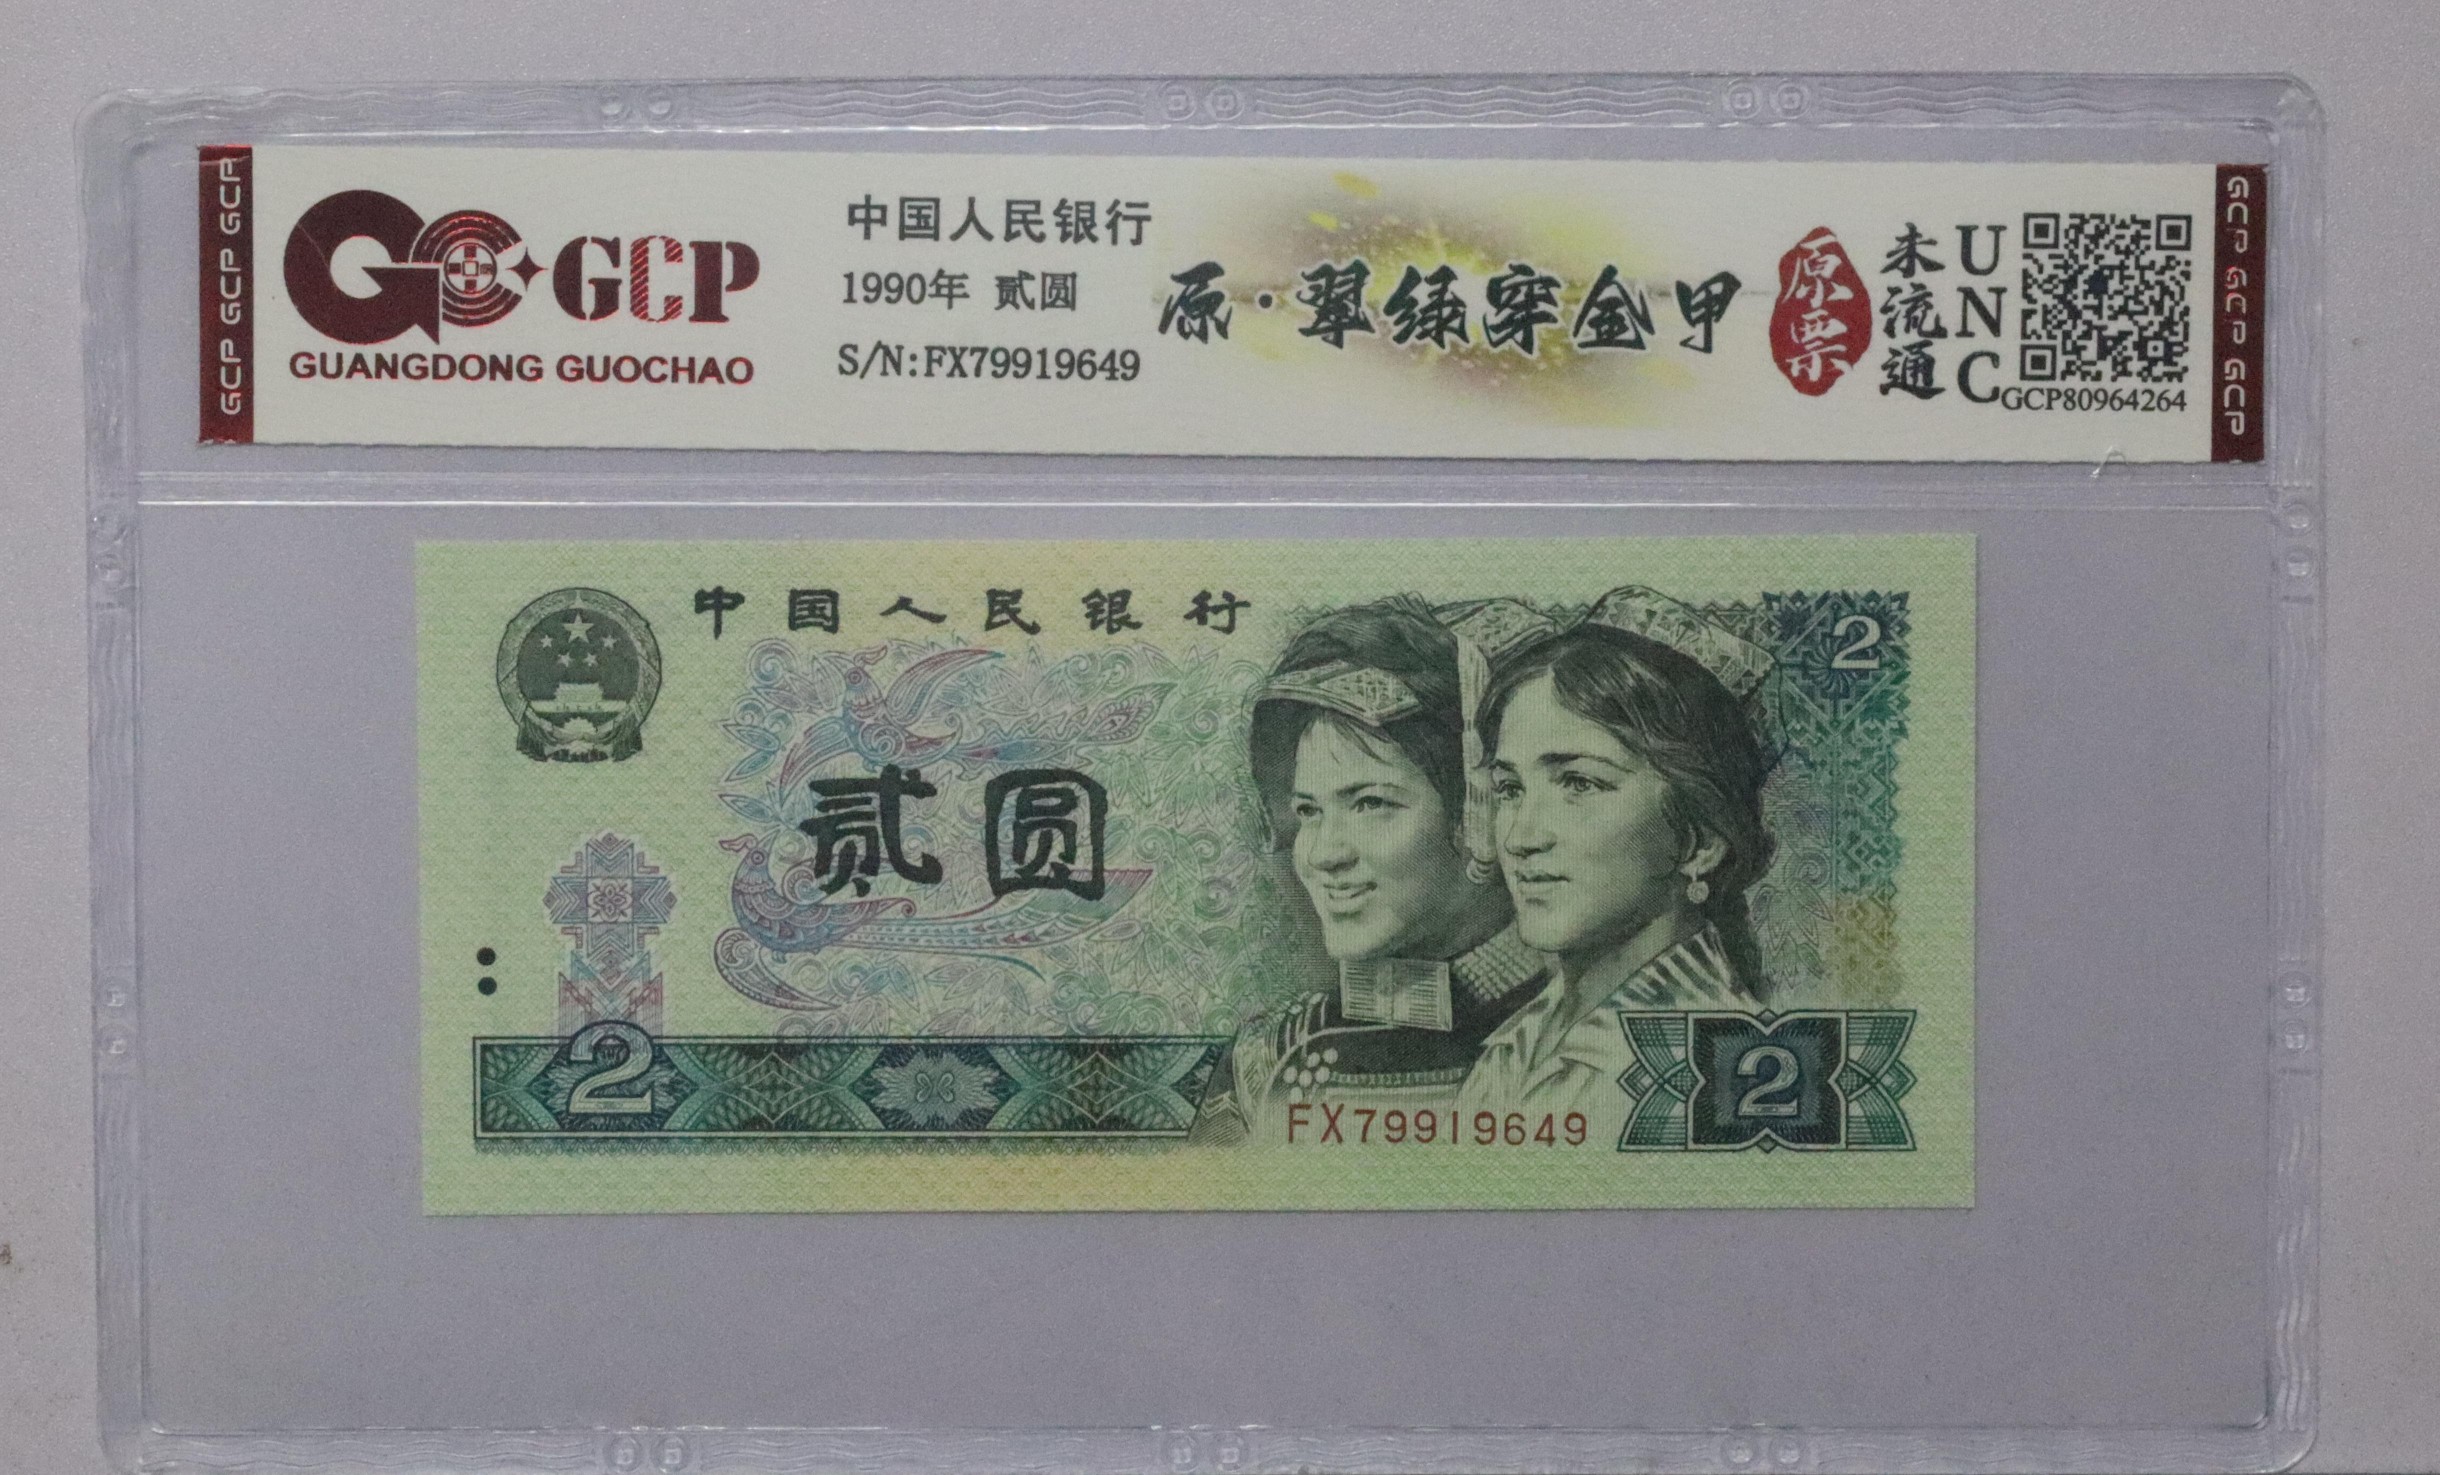 GCP GCP GCP
GCP
GUANGDONG GUOCHAO
中国人民银行
1990年 贰圆
S/N:FX79919649
原·翠绿穿金甲
原票
未流通
UNC
GCP80964264
GCP GCP GCP
中国人民银行
2
贰圆
2
FX79919649
2